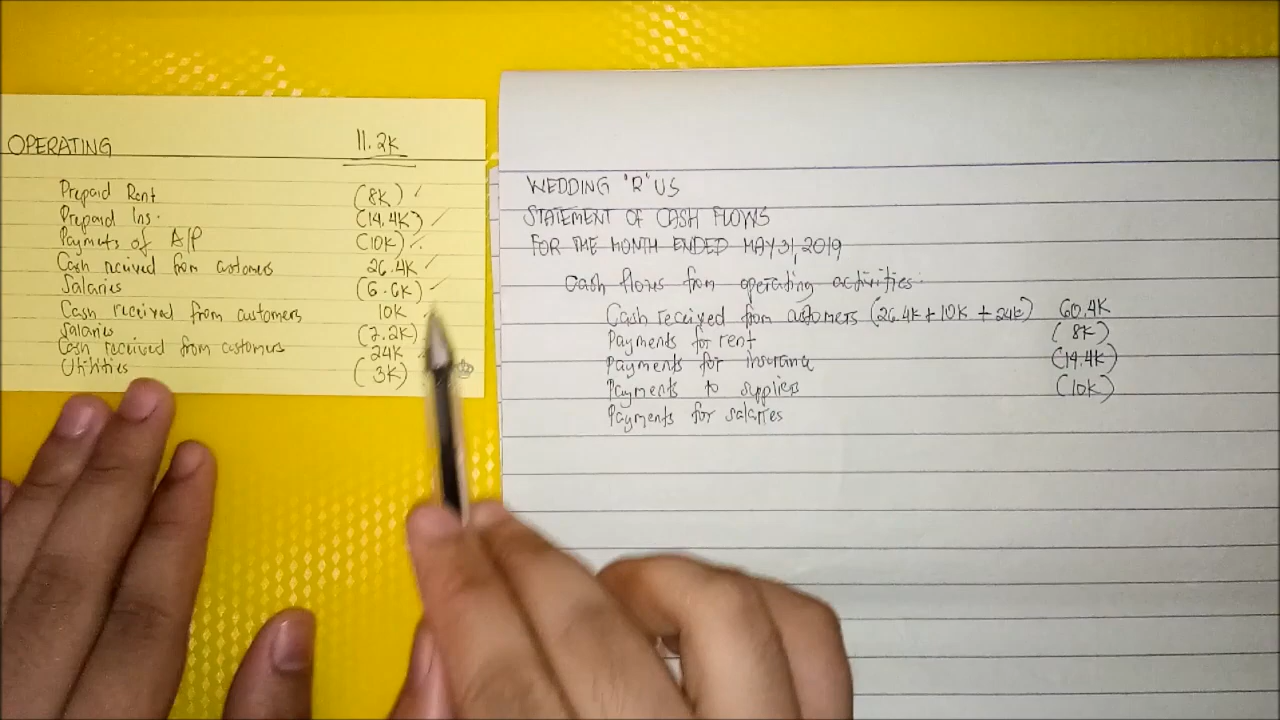 OPERATING 11.2K
Prepaid Rent (8K) ✓
Prepaid Ins. (14.4K) ✓
Payments of A/P (10K) ✓
Cash received from customers 26.4K ✓
Salaries (6.6K) ✓
Cash received from customers 10K
Salaries (7.2K)
Cash received from customers 24K
Utilities (3K)
WEDDING "R" US
STATEMENT OF CASH FLOWS
FOR THE MONTH ENDED MAY 31, 2019
Cash flows from operating activities:
Cash received from customers (26.4K + 10K + 24K) 60.4K
Payments for rent (8K)
Payments for insurance (14.4K)
Payments to suppliers (10K)
Payments for salaries